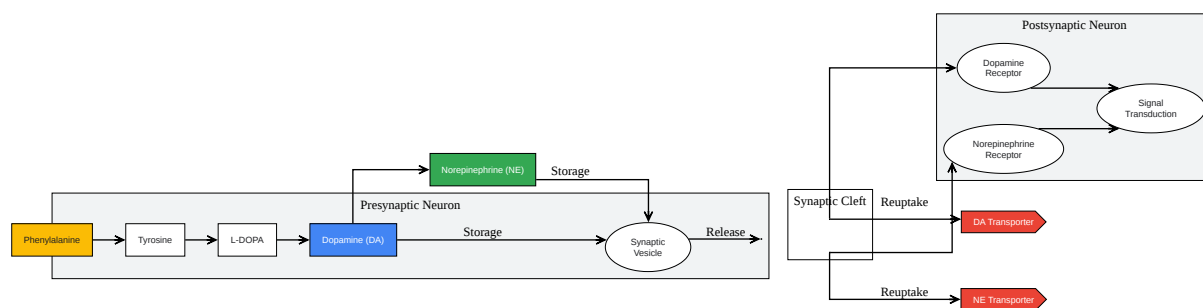 Postsynaptic Neuron
Dopamine
Receptor
Signal
Transduction
Norepinephrine
Receptor
Norepinephrine (NE)
Storage
Presynaptic Neuron
Synaptic Cleft
Reuptake
DA Transporter
Phenylalanine
Tyrosine
L-DOPA
Dopamine (DA)
Storage
Synaptic
Vesicle
Release
Reuptake
NE Transporter